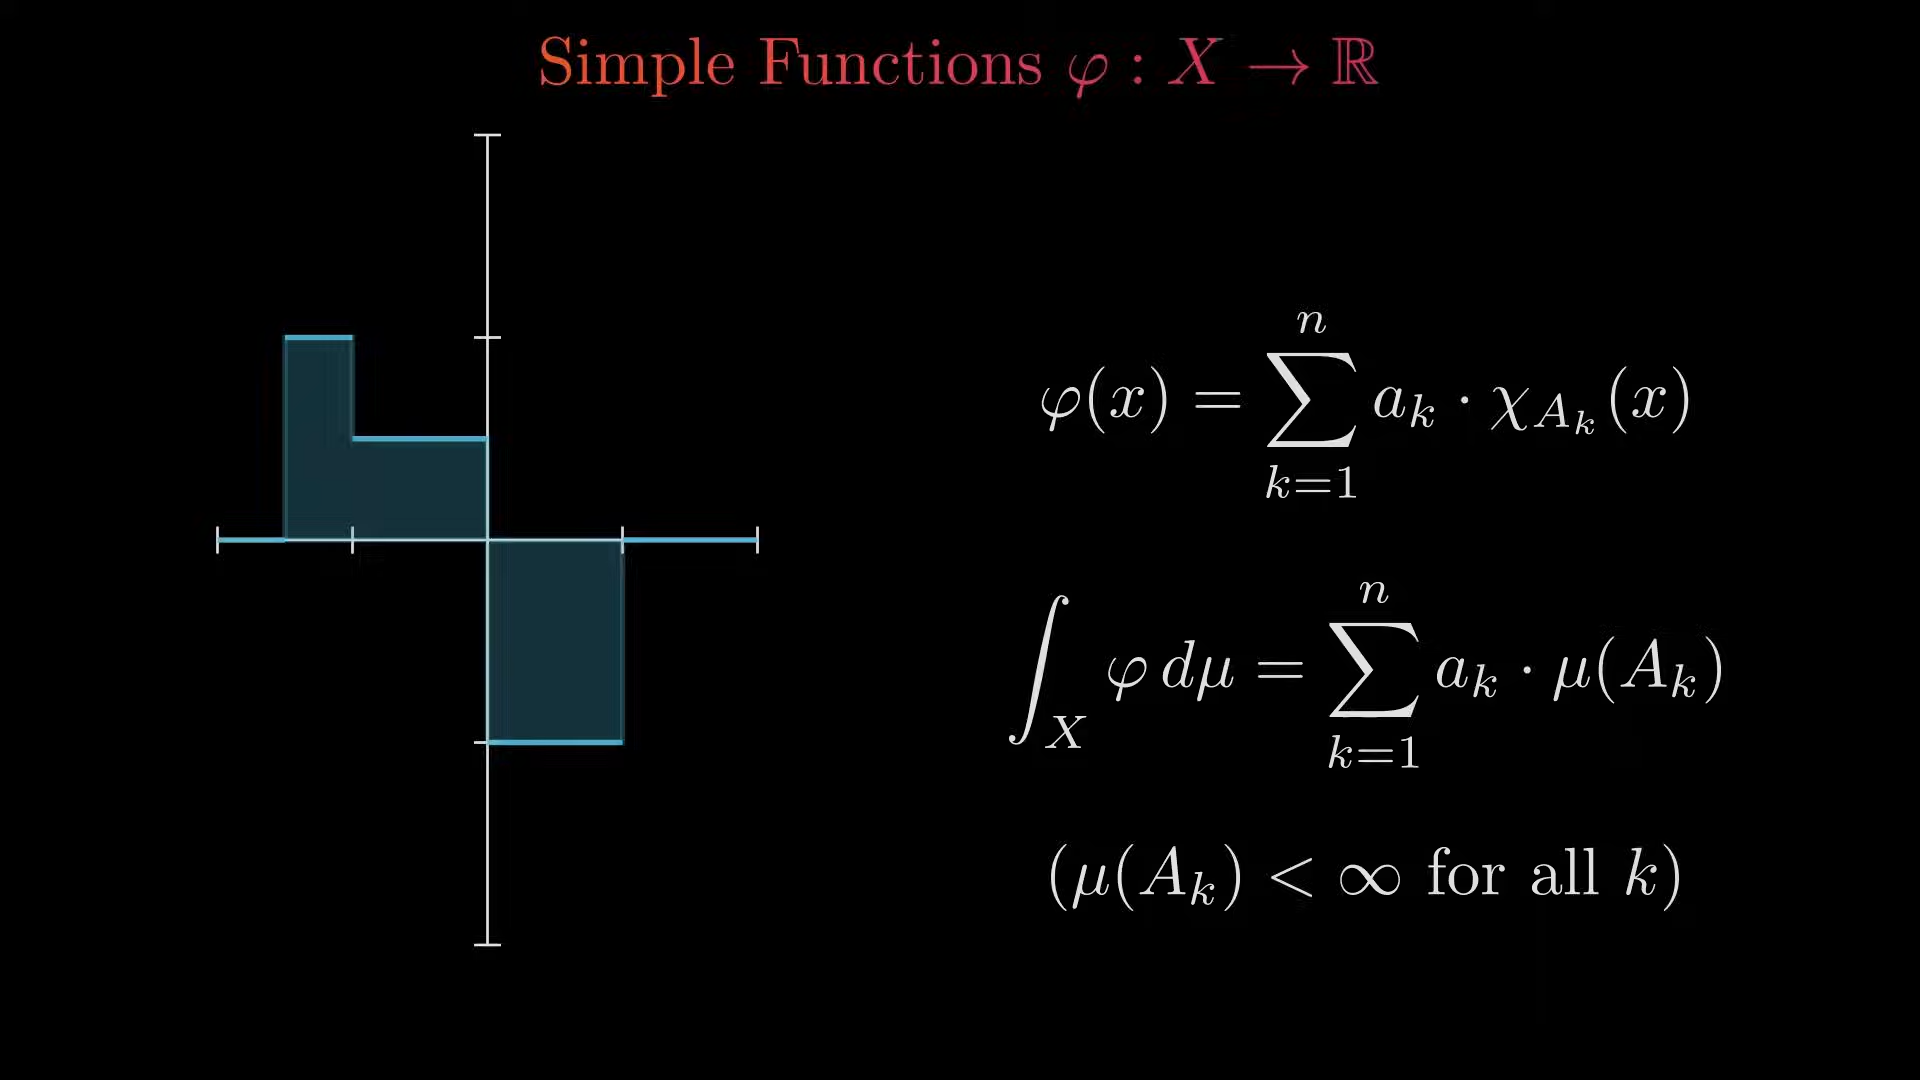 Simple Functions φ : X → ℝ
φ(x) = ∑_{k=1}^{n} a_k · χ_{A_k}(x)
∫_X φ dμ = ∑_{k=1}^{n} a_k · μ(A_k)
(μ(A_k) < ∞ for all k)